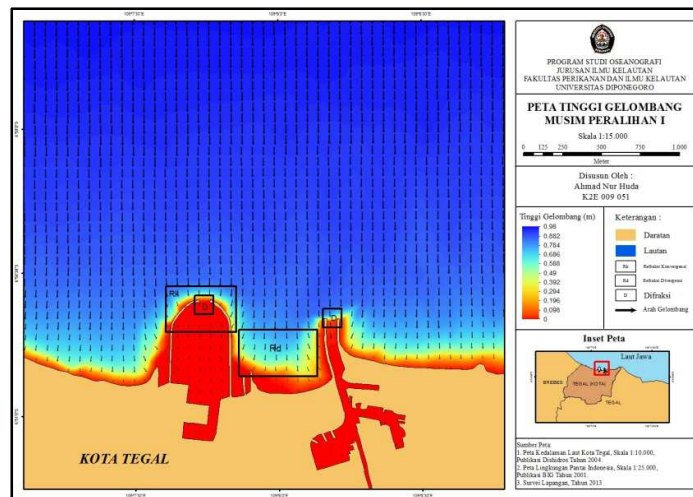 PROGRAM STUDI OSEANOGRAFI
JURUSAN ILMU KELAUTAN
FAKULTAS PERIKANAN DAN ILMU KELAUTAN
UNIVERSITAS DIPONEGORO
PETA TINGGI GELOMBANG
MUSIM PERALIHAN I
Skala 1:15.000
0 125 250 500 750 1.000
Meter
Disusun Oleh :
Ahmad Nur Huda
K2E 009 051
Tinggi Gelombang (m)
0,98
0,882
0,784
0,686
0,588
0,49
0,392
0,294
0,196
0,098
0
Keterangan :
Daratan
Lautan
Rk Refraksi Konvergensi
Rd Refraksi Divergensi
D Difraksi
Arah Gelombang
Inset Peta
Laut Jawa
BREBES
TEGAL (KOTA)
TEGAL
Sumber Peta:
1. Peta Kedalaman Laut Kota Tegal, Skala 1:10.000,
Publikasi Dishidros Tahun 2004.
2. Peta Lingkungan Pantai Indonesia, Skala 1:25.000,
Publikasi BIG Tahun 2001.
3. Survei Lapangan, Tahun 2013
Rk
D
D
Rd
KOTA TEGAL